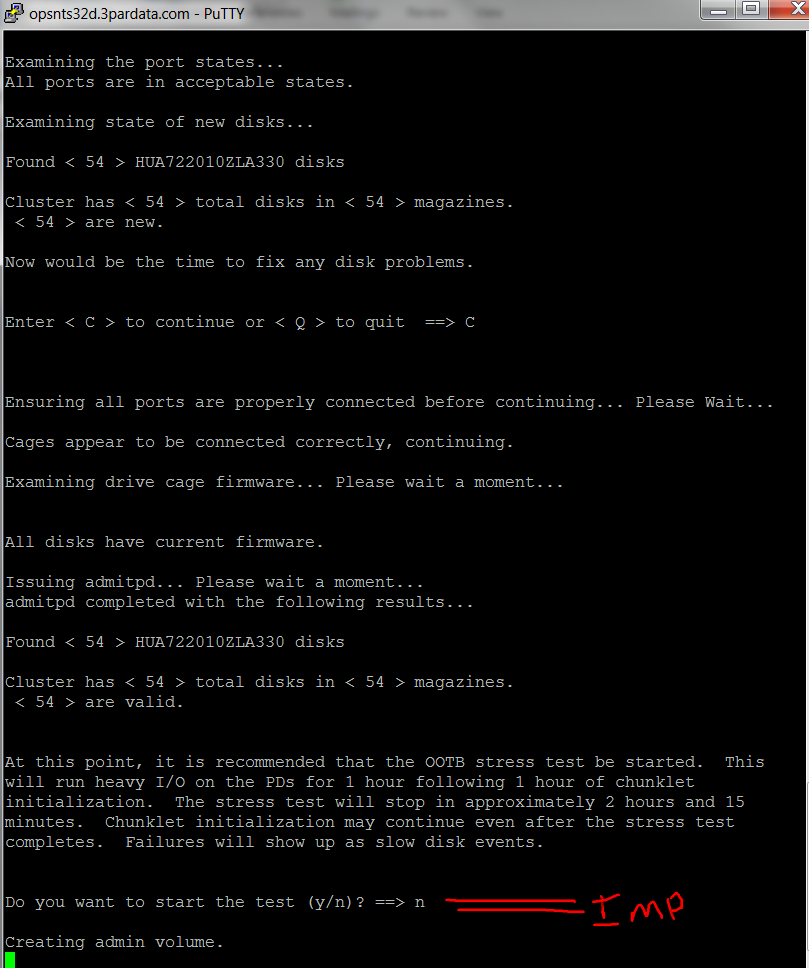 opsnts32d.3pardata.com - PuTTY
Examining the port states...
All ports are in acceptable states.
Examining state of new disks...
Found < 54 > HUA722010ZLA330 disks
Cluster has < 54 > total disks in < 54 > magazines.
< 54 > are new.
Now would be the time to fix any disk problems.
Enter < C > to continue or < Q > to quit  ==> C
Ensuring all ports are properly connected before continuing... Please Wait...
Cages appear to be connected correctly, continuing.
Examining drive cage firmware... Please wait a moment...
All disks have current firmware.
Issuing admitpd... Please wait a moment...
admitpd completed with the following results...
Found < 54 > HUA722010ZLA330 disks
Cluster has < 54 > total disks in < 54 > magazines.
< 54 > are valid.
At this point, it is recommended that the OOTB stress test be started.  This
will run heavy I/O on the PDs for 1 hour following 1 hour of chunklet
initialization.  The stress test will stop in approximately 2 hours and 15
minutes.  Chunklet initialization may continue even after the stress test
completes.  Failures will show up as slow disk events.
Do you want to start the test (y/n)? ==> n IMP
Creating admin volume.